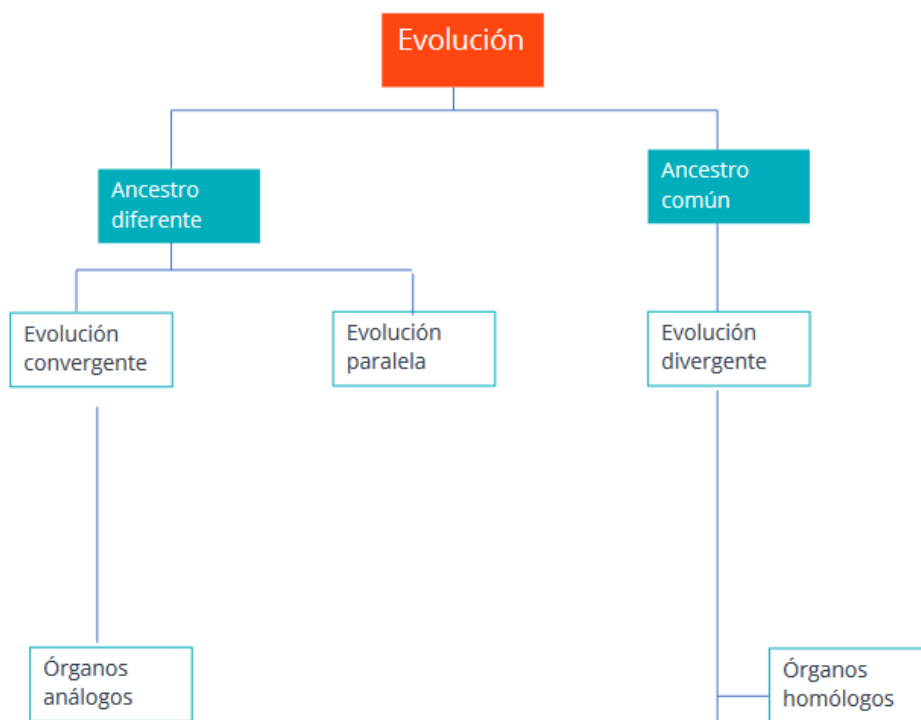 Evolución
Ancestro
diferente
Ancestro
común
Evolución
convergente
Evolución
paralela
Evolución
divergente
Órganos
análogos
Órganos
homólogos